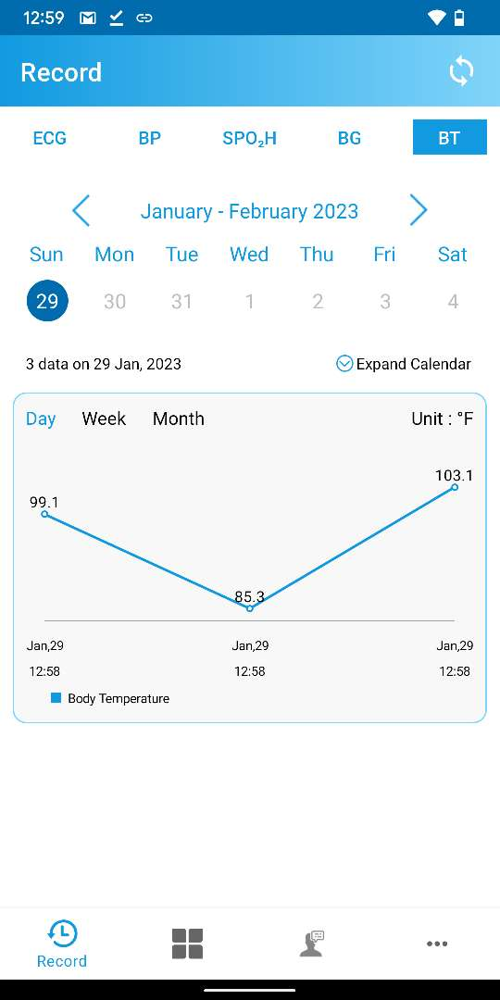 12:59
Record
ECG BP SPO₂H BG BT
January - February 2023
Sun Mon Tue Wed Thu Fri Sat
29 30 31 1 2 3 4
3 data on 29 Jan, 2023 Expand Calendar
Day Week Month Unit : °F
103.1
99.1
85.3
Jan,29 Jan,29 Jan,29
12:58 12:58 12:58
Body Temperature
Record